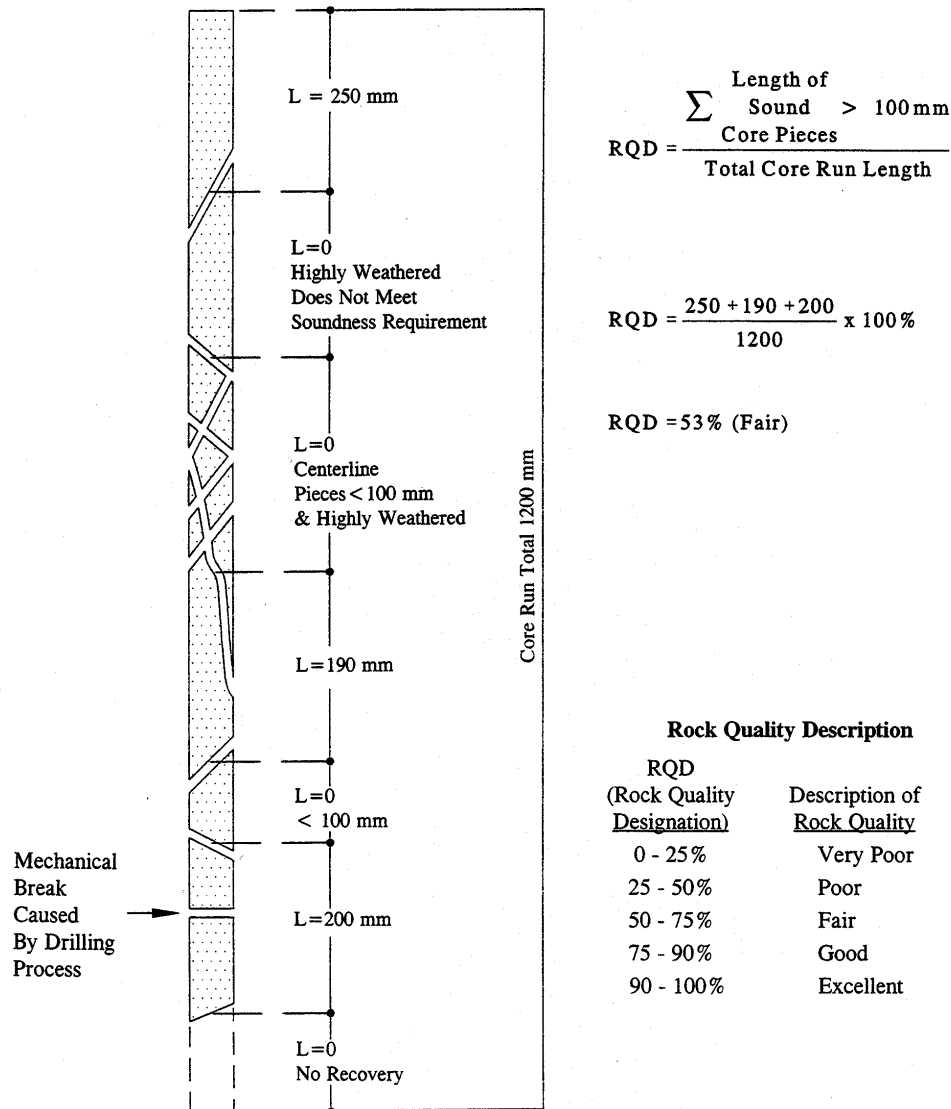 L = 250 mm
L=0
Highly Weathered
Does Not Meet
Soundness Requirement
L=0
Centerline
Pieces < 100 mm
& Highly Weathered
L=190 mm
L=0
< 100 mm
L=200 mm
L=0
No Recovery
Mechanical
Break
Caused
By Drilling
Process
Core Run Total 1200 mm
Length of
∑ Sound > 100 mm
Core Pieces
RQD =
Total Core Run Length
250 + 190 + 200
RQD = x 100%
1200
RQD = 53% (Fair)
Rock Quality Description
RQD
(Rock Quality Description of
Designation) Rock Quality
0 - 25% Very Poor
25 - 50% Poor
50 - 75% Fair
75 - 90% Good
90 - 100% Excellent